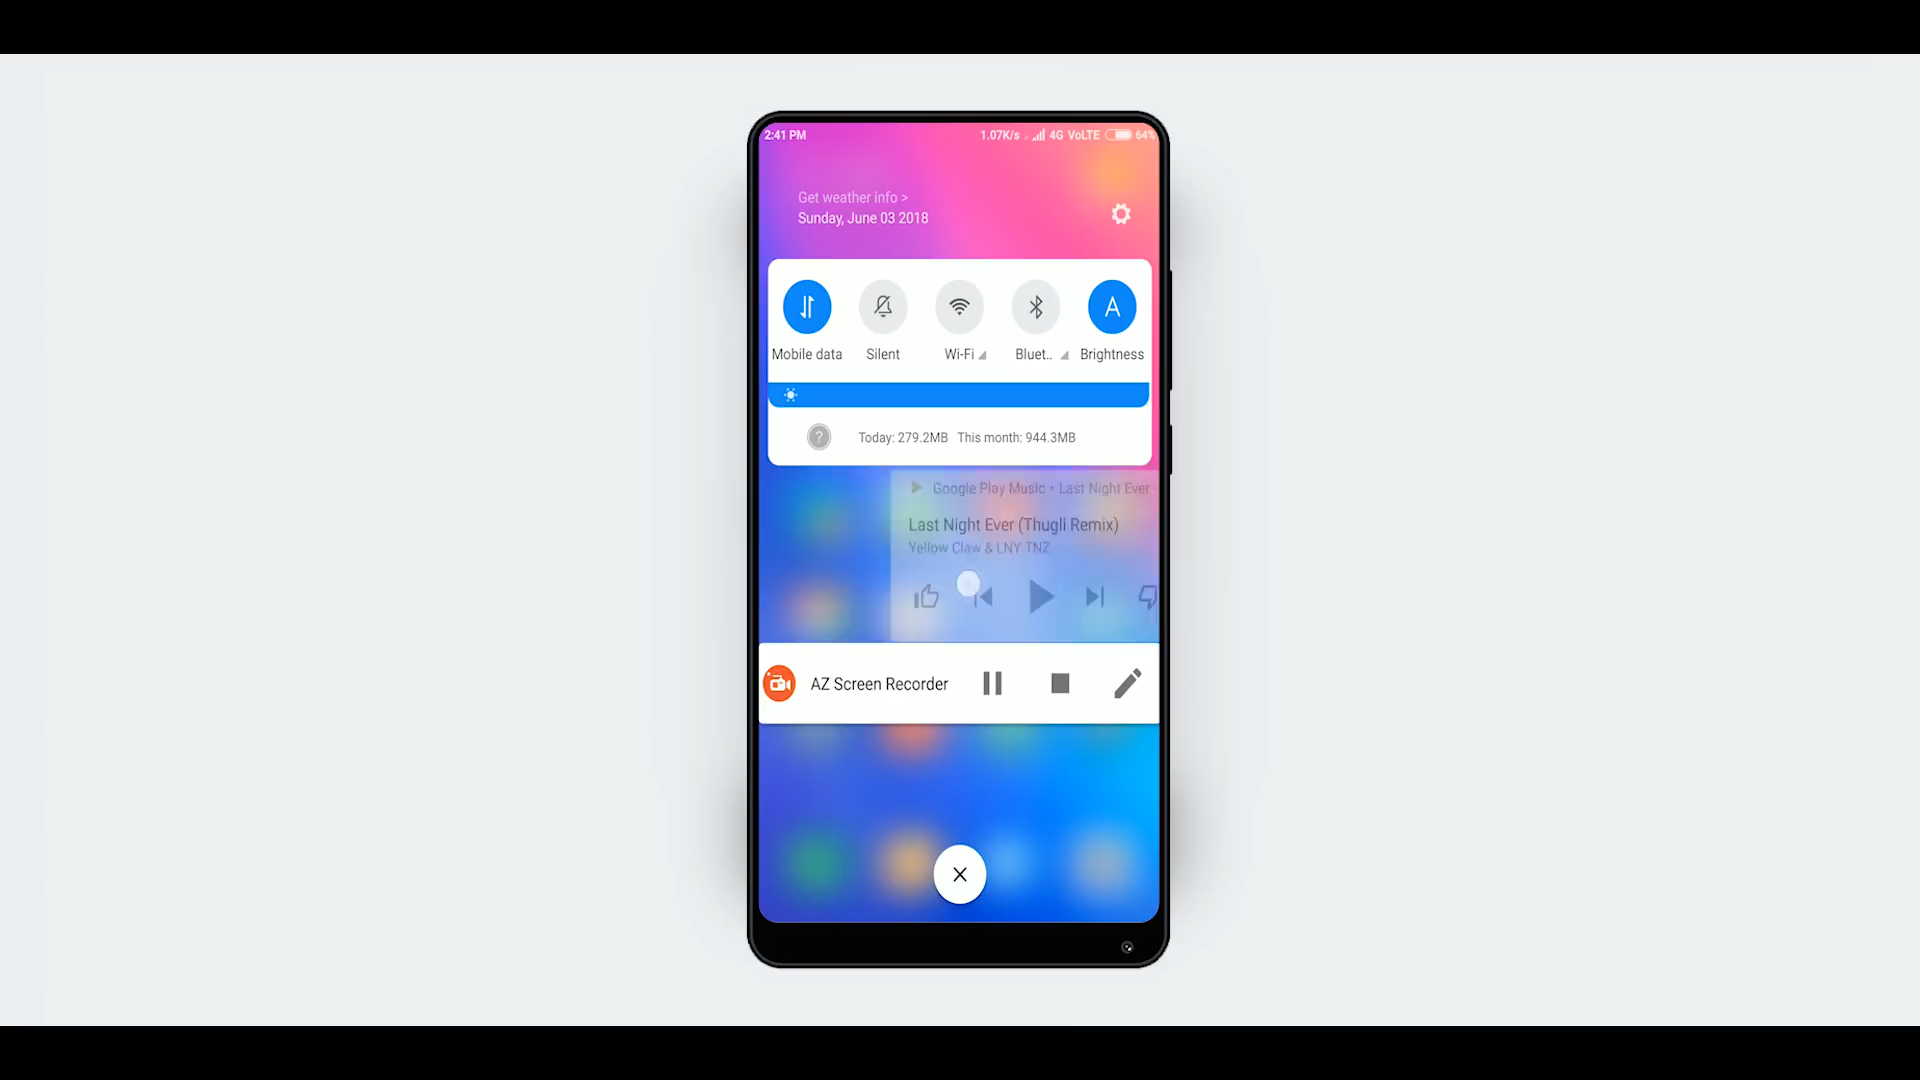 2:41 PM 1.07K/s 4G VoLTE 64%
Get weather info >
Sunday, June 03 2018
Mobile data Silent Wi-Fi Bluet.. Brightness
? Today: 279.2MB This month: 944.3MB
Google Play Music • Last Night Ever
Last Night Ever (Thugli Remix)
Yellow Claw & LNY TNZ
AZ Screen Recorder